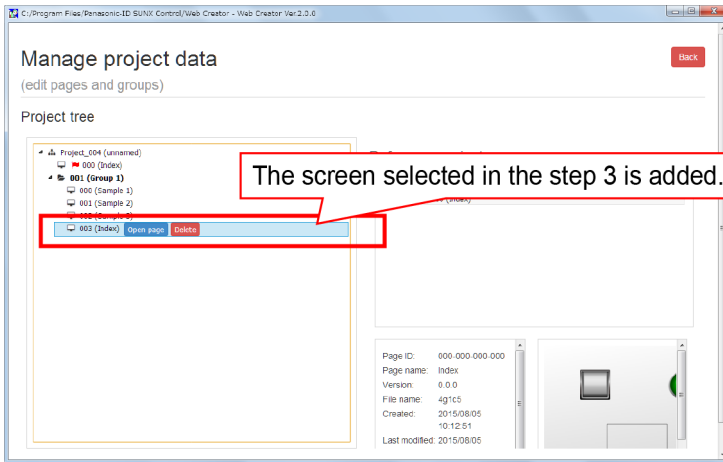 C:/Program Files/Panasonic-ID SUNX Control/Web Creator - Web Creator Ver.2.0.0
Manage project data
Back
(edit pages and groups)
Project tree
Project_004 (unnamed)
000 (Index)
001 (Group 1)
The screen selected in the step 3 is added.
000 (Sample 1)
001 (Sample 2)
(Index)
003 (Index) Open page Delete
Page ID: 000-000-000-000
Page name: Index
Version: 0.0.0
File name: 4g1c5
Created: 2015/08/05
10:12:51
Last modified: 2015/08/05